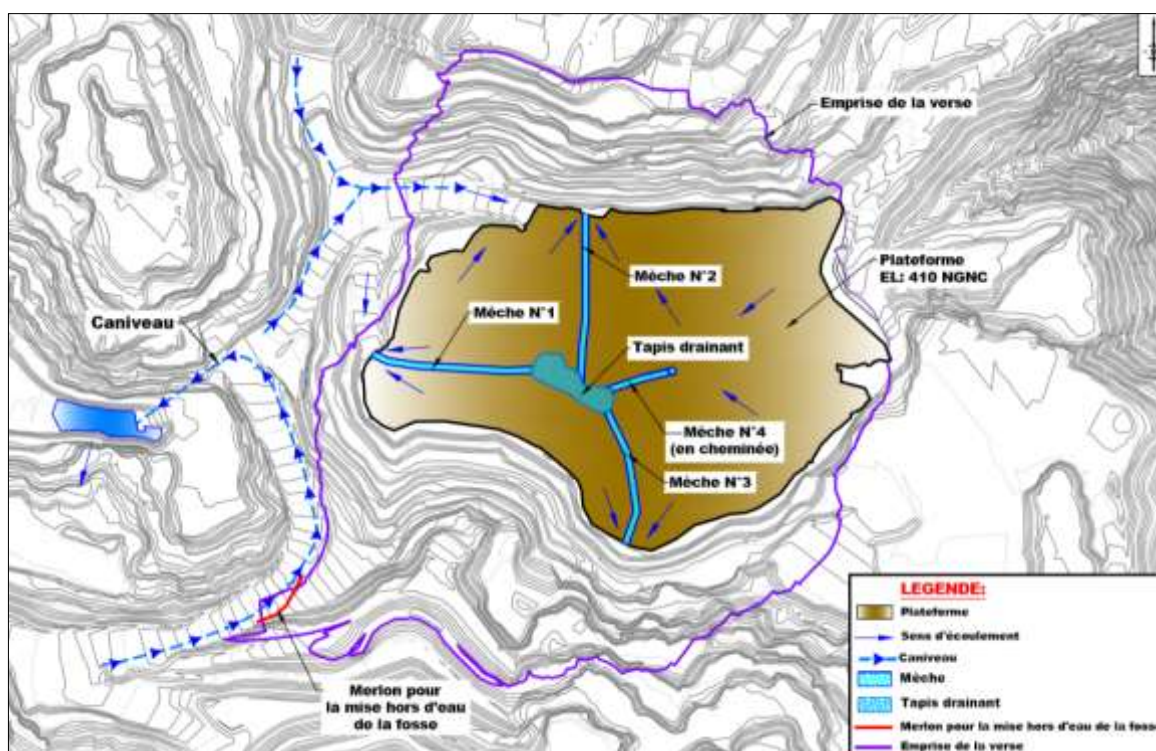 Emprise de la verse
Plateforme
EL: 410 NGNC
Mèche N°2
Mèche N°1
Caniveau
Tapis drainant
Mèche N°4
(en cheminée)
Mèche N°3
Merlon pour
la mise hors d'eau
de la fosse
LEGENDE:
Plateforme
Sens d'écoulement
Caniveau
Mèche
Tapis drainant
Merlon pour la mise hors d'eau de la fosse
Emprise de la verse